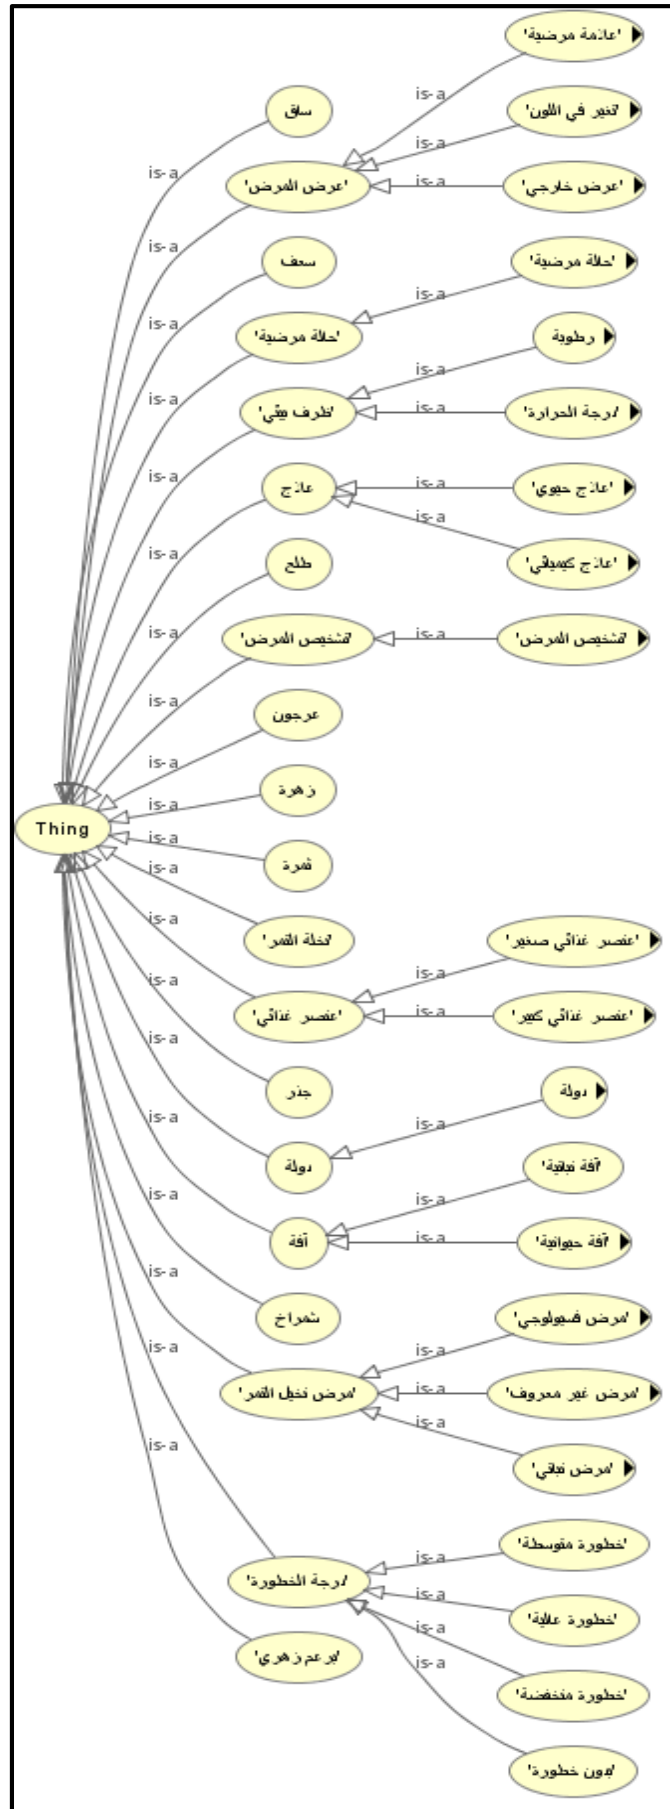 'علامة مرضية'
is-a
ساق
'تغير في اللون'
is-a
is-a
'عرض المرض'
is-a
'عرض خارجي'
is-a
سعف
'حالة مرضية'
is-a
is-a
'حالة مرضية'
رطوبة
is-a
is-a
'ظرف بيئي'
is-a
'درجة الحرارة'
is-a
علاج
is-a
'علاج حيوي'
is-a
is-a
طلح
'علاج كيميائي'
is-a
'تشخيص المرض'
is-a
'تشخيص المرض'
is-a
عرجون
is-a
زهرة
is-a
Thing
is-a
ثمرة
is-a
'نخلة التمر'
'عنصر غذائي صغير'
is-a
is-a
'عنصر غذائي'
is-a
'عنصر غذائي كبير'
is-a
جذر
دولة
is-a
is-a
دولة
'آفة نباتية'
is-a
is-a
آفة
is-a
'آفة حيوانية'
is-a
شمراخ
'مرض فسيولوجي'
is-a
is-a
'مرض نخيل التمر'
is-a
'مرض غير معروف'
is-a
is-a
'مرض نباتي'
'خطورة متوسطة'
is-a
'درجة الخطورة'
is-a
'خطورة عالية'
is-a
'برعم زهري'
is-a
'خطورة منخفضة'
'بدون خطورة'